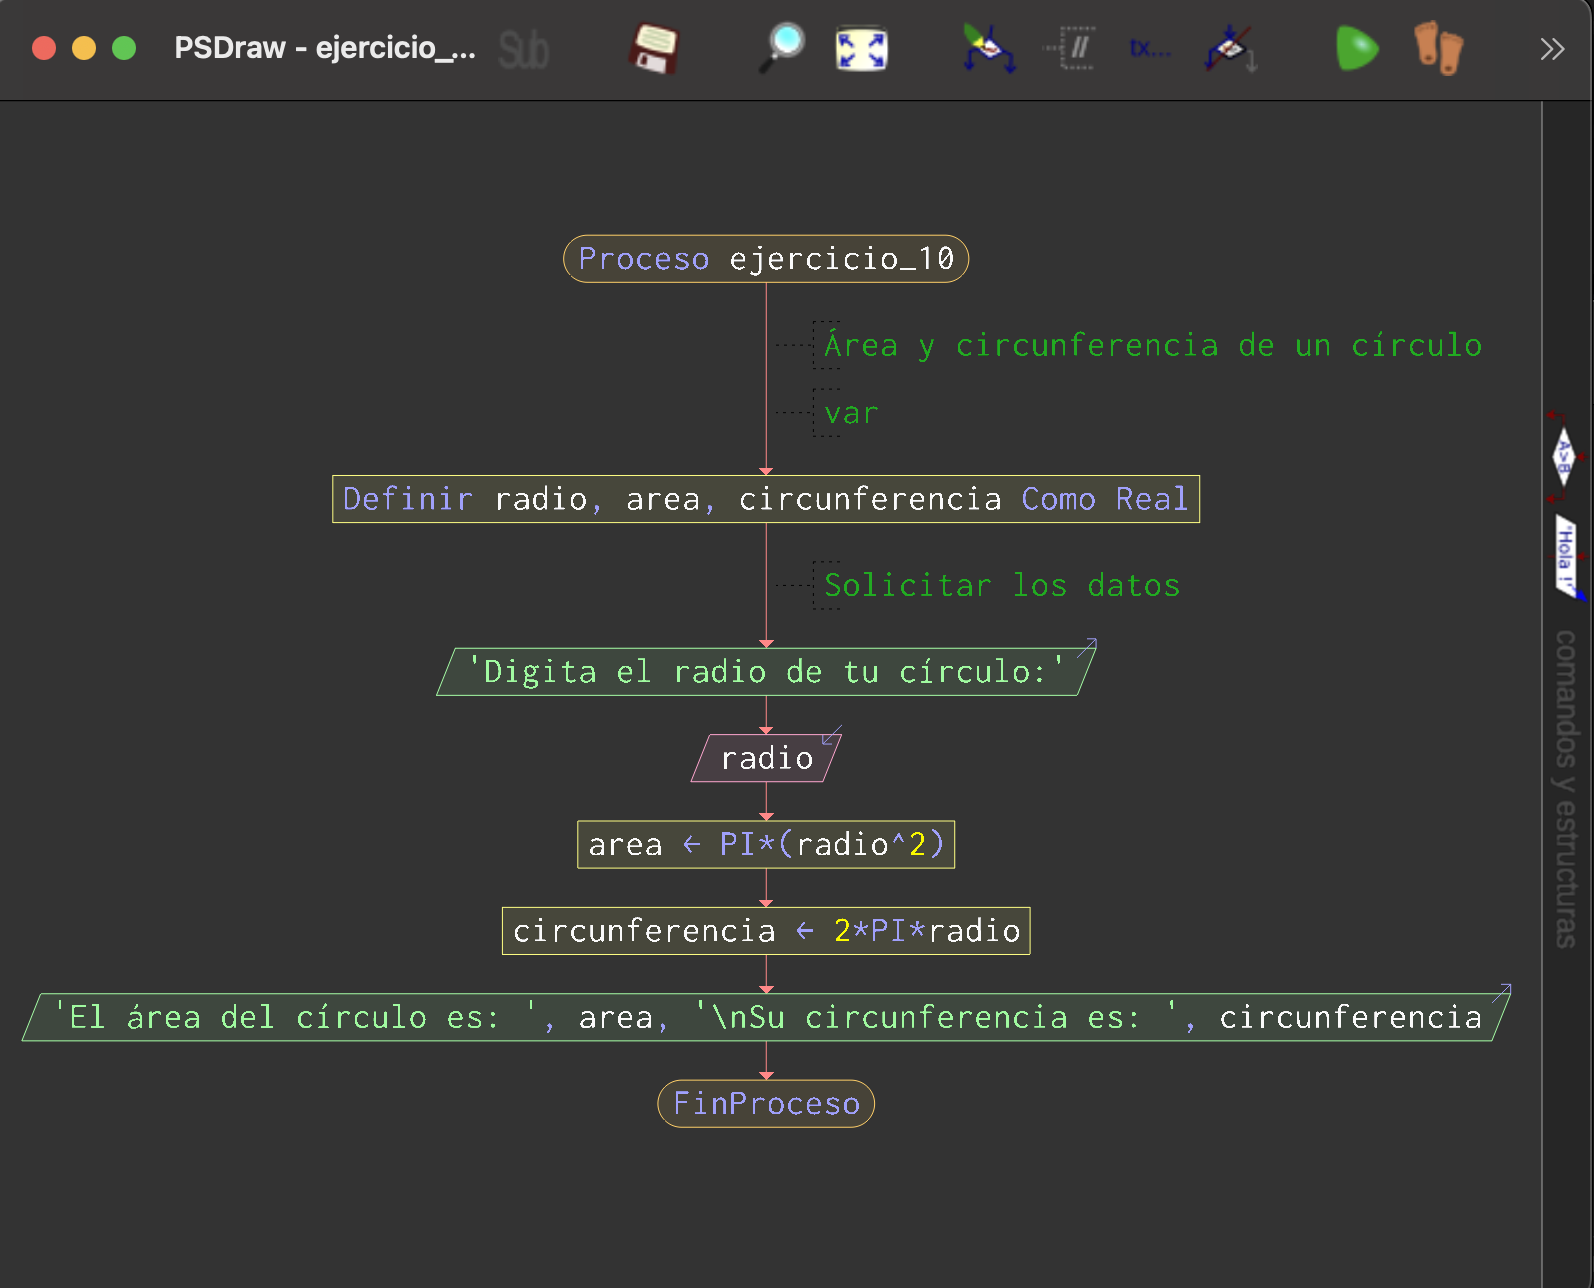 PSDraw - ejercicio_...
Sub
//
tx...
Proceso ejercicio_10
Área y circunferencia de un círculo
var
Definir radio, area, circunferencia Como Real
Solicitar los datos
'Digita el radio de tu círculo:'
radio
area ← PI*(radio^2)
circunferencia ← 2*PI*radio
'El área del círculo es: ', area, '\nSu circunferencia es: ', circunferencia
FinProceso
A>B
"Hola !"
comandos y estructuras